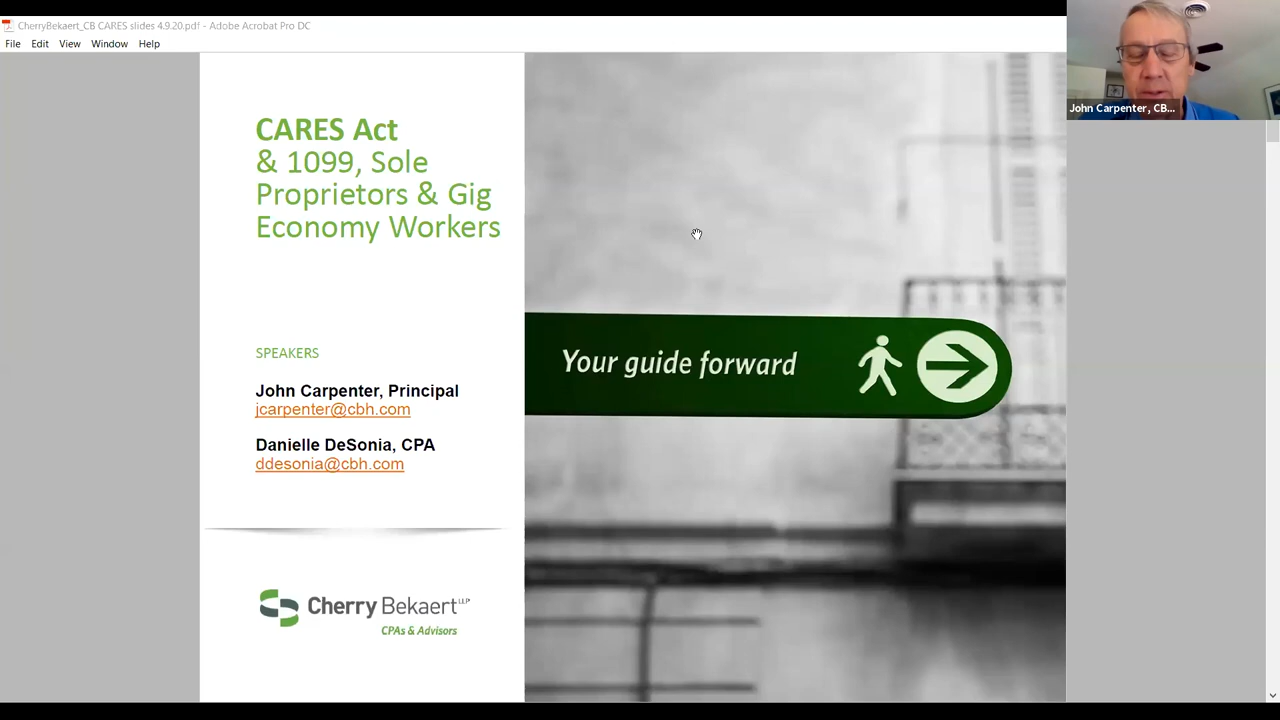 CherryBekaert_CB CARES slides 4.9.20.pdf - Adobe Acrobat Pro DC
File Edit View Window Help
John Carpenter, CB...
CARES Act
& 1099, Sole
Proprietors & Gig
Economy Workers
SPEAKERS
John Carpenter, Principal
jcarpenter@cbh.com
Danielle DeSonia, CPA
ddesonia@cbh.com
Your guide forward
Cherry Bekaert LLP
CPAs & Advisors